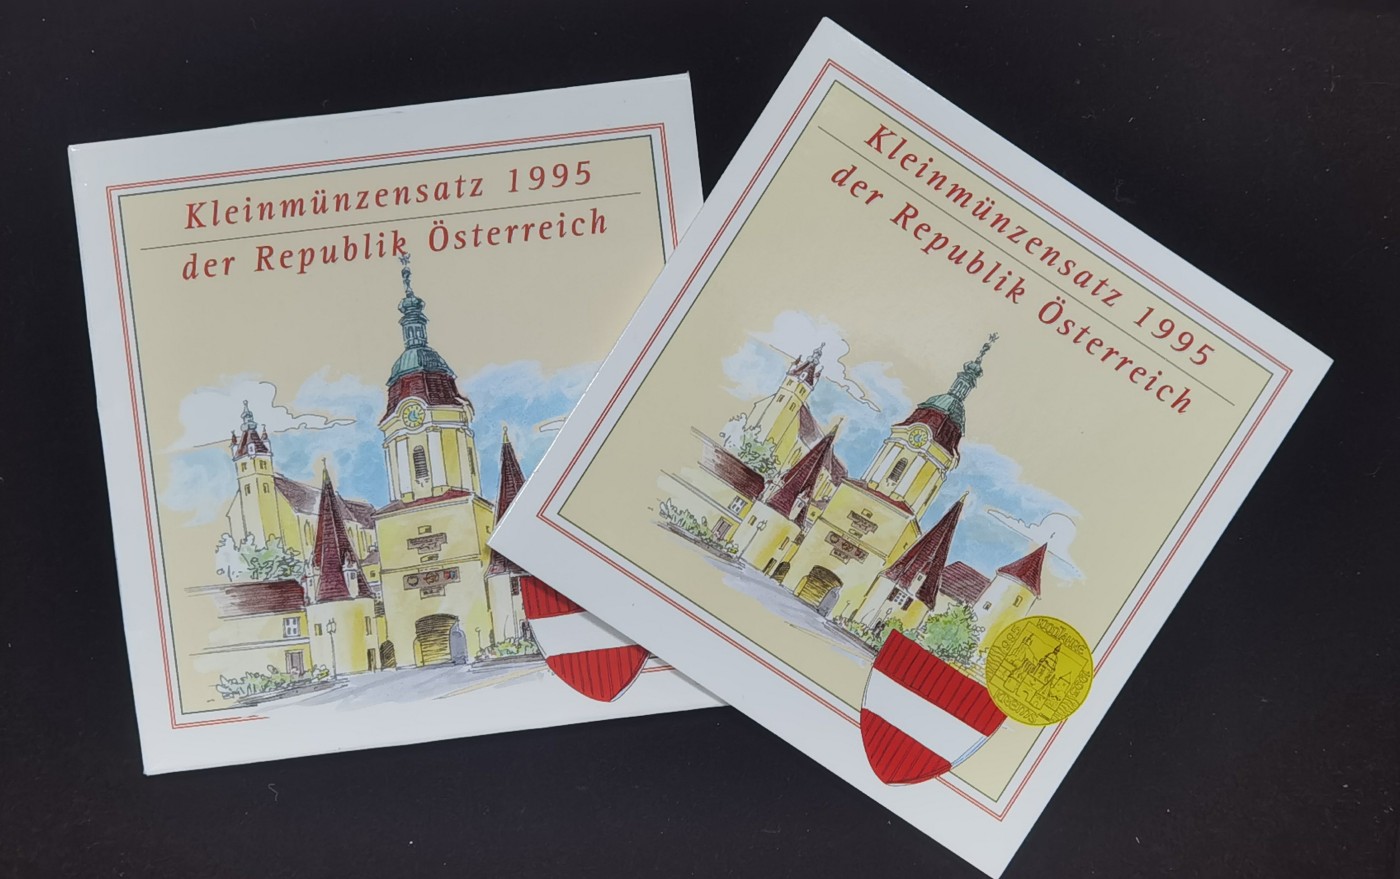 Kleinmünzensatz 1995
der Republik Österreich
Kleinmünzensatz 1995
der Republik Österreich